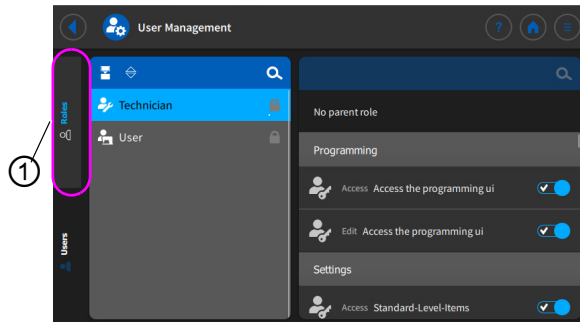 User Management
?
Roles
Users
1
Technician
User
No parent role
Programming
Access Access the programming ui
Edit Access the programming ui
Settings
Access Standard-Level-Items